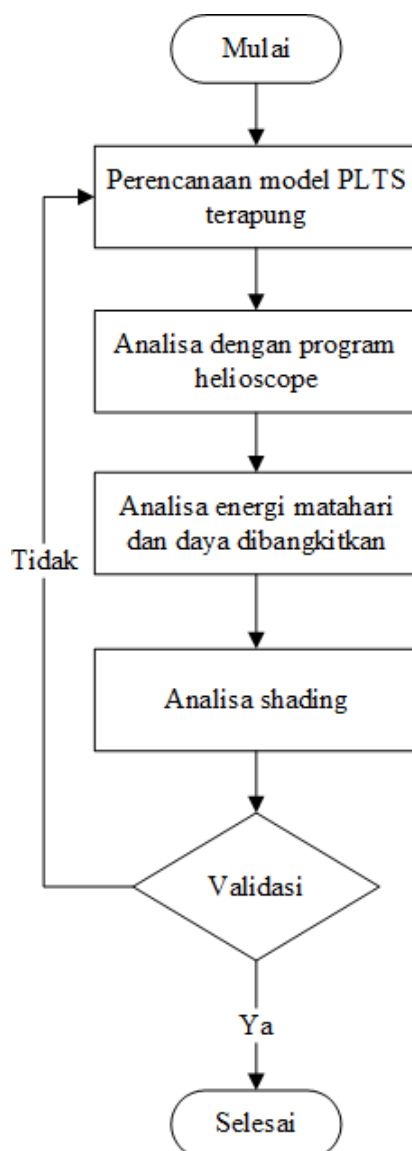 Mulai
Perencanaan model PLTS
terapung
Analisa dengan program
helioscope
Analisa energi matahari
dan daya dibangkitkan
Tidak
Analisa shading
Validasi
Ya
Selesai